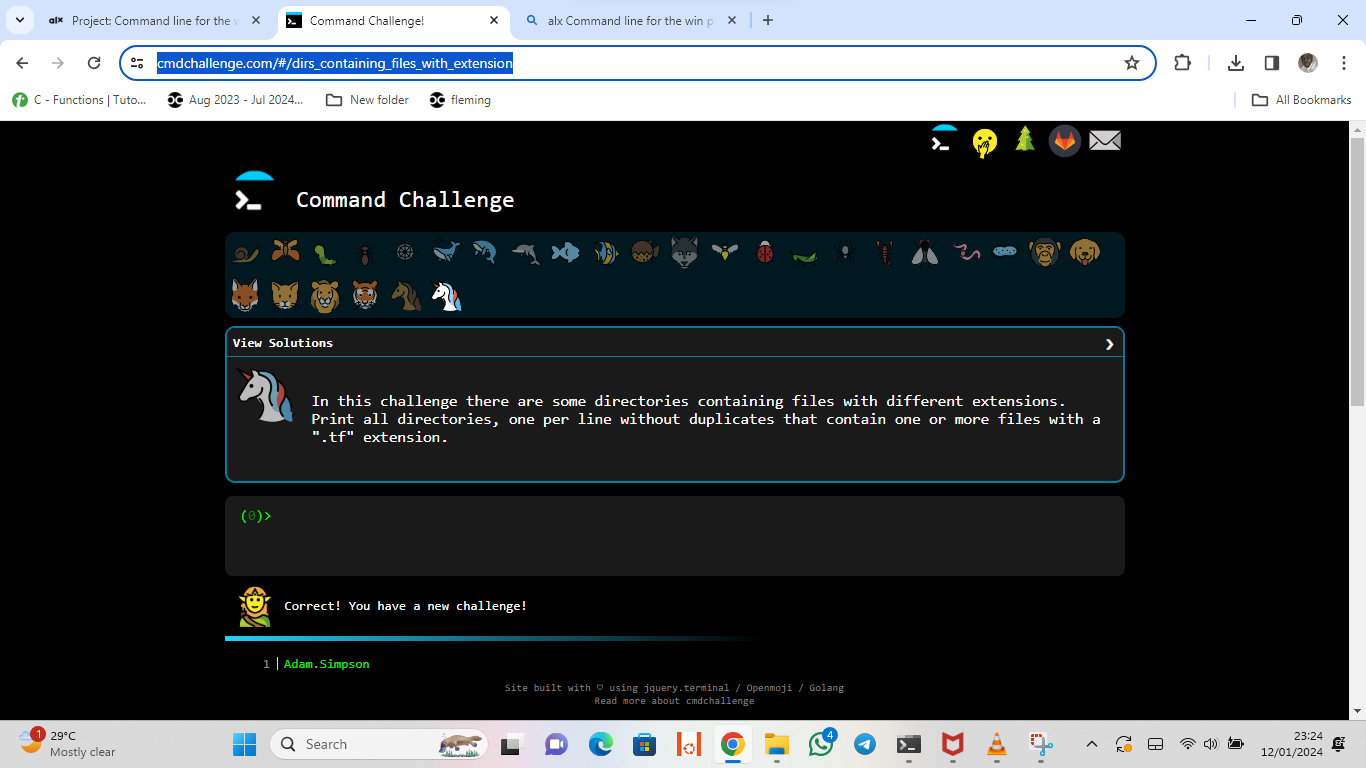 alx Project: Command line for the w
Command Challenge!
alx Command line for the win p
cmdchallenge.com/#/dirs_containing_files_with_extension
C - Functions | Tuto...
Aug 2023 - Jul 2024...
New folder
fleming
All Bookmarks
Command Challenge
View Solutions
In this challenge there are some directories containing files with different extensions.
Print all directories, one per line without duplicates that contain one or more files with a
".tf" extension.
(0)>
Correct! You have a new challenge!
1 Adam.Simpson
Site built with ♡ using jquery.terminal / Openmoji / Golang
Read more about cmdchallenge
1
29°C
Mostly clear
Search
4
23:24
12/01/2024